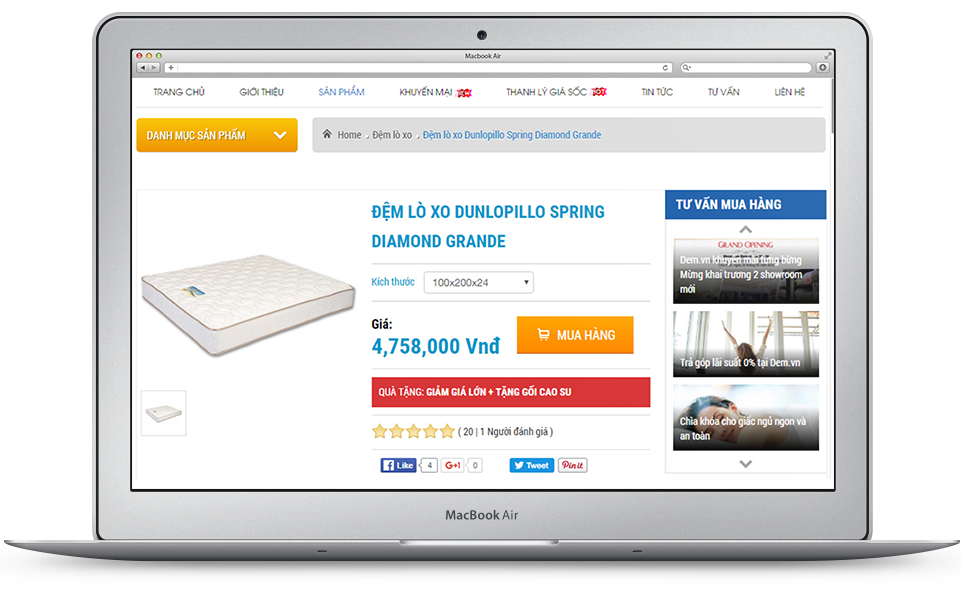 Macbook Air
TRANG CHỦ GIỚI THIỆU SẢN PHẨM KHUYẾN MẠI THANH LÝ GIÁ SỐC TIN TỨC TƯ VẤN LIÊN HỆ
DANH MỤC SẢN PHẨM
Home Đệm lò xo Đệm lò xo Dunlopillo Spring Diamond Grande
ĐỆM LÒ XO DUNLOPILLO SPRING
DIAMOND GRANDE
Kích thước 100x200x24
Giá:
4,758,000 Vnđ
MUA HÀNG
QUÀ TẶNG: GIẢM GIÁ LỚN + TẶNG GỐI CAO SU
( 20 | 1 Người đánh giá )
Like 4 G+1 0 Tweet Pin it
TƯ VẤN MUA HÀNG
GRAND OPENING
Dem.vn khuyến mại tưng bừng
Mừng khai trương 2 showroom
mới
Trả góp lãi suất 0% tại Dem.vn
Chìa khóa cho giấc ngủ ngon và
an toàn
MacBook Air